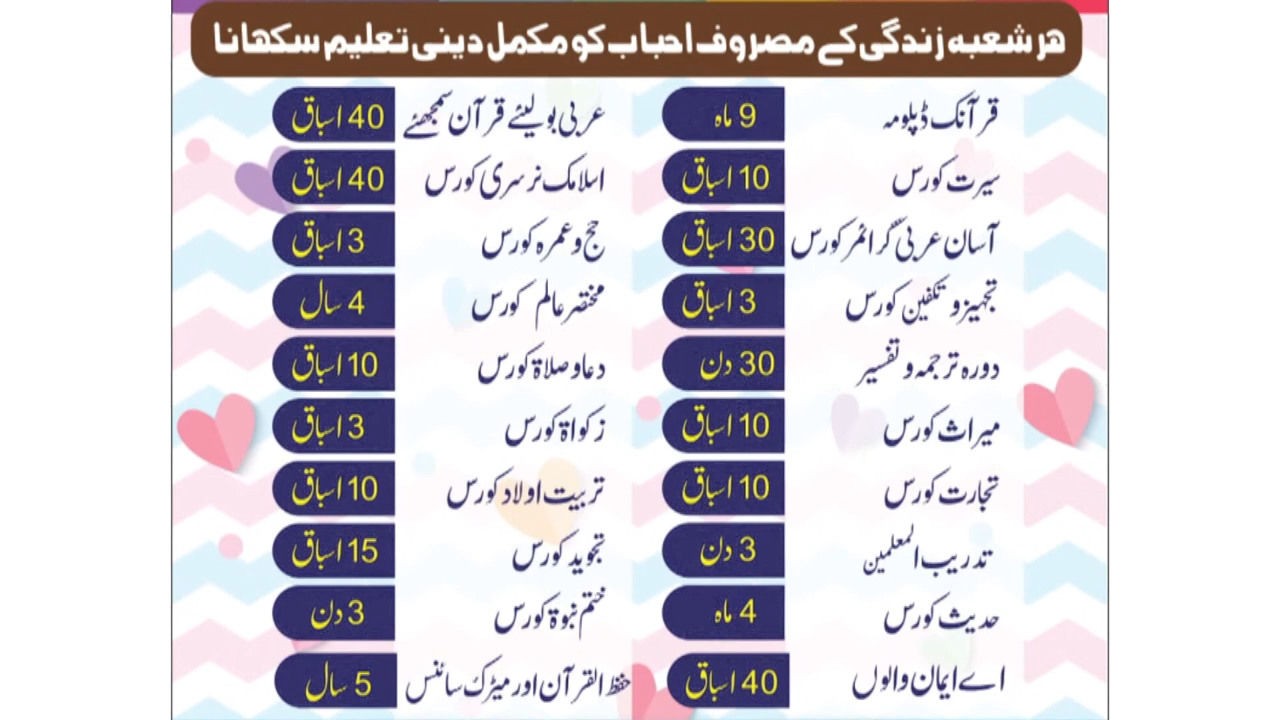 هر شعبه زندگی کے مصروف احباب کو مکمل دینی تعلیم سکھانا
قرآنک ڈپلومہ 9 ماہ عربی بولیئے قرآن سمجھئے 40 اسباق
سیرت کورس 10 اسباق اسلامک نرسری کورس 40 اسباق
آسان عربی گرائمر کورس 30 اسباق حج و عمرہ کورس 3 اسباق
تجہیز و تکفین کورس 3 اسباق مختصر عالم کورس 4 سال
دورہ ترجمہ و تفسیر 30 دن دعا و صلاۃ کورس 10 اسباق
میراث کورس 10 اسباق زکواۃ کورس 3 اسباق
تجارت کورس 10 اسباق تربیت اولاد کورس 10 اسباق
تدریب المعلمین 3 دن تجوید کورس 15 اسباق
حدیث کورس 4 ماہ ختم نبوۃ کورس 3 دن
اے ایمان والوں 40 اسباق حفظ القرآن اور میٹرک سائنس 5 سال